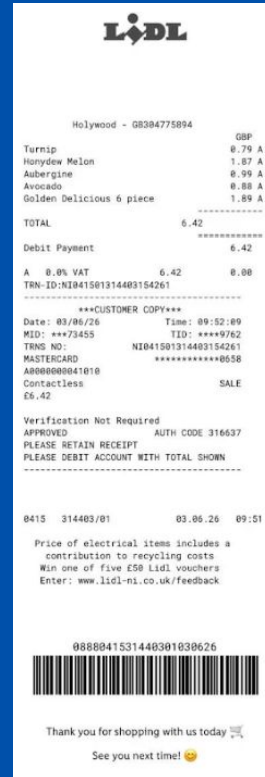 LiDL
Holywood - GB304775894
GBP
Turnip 0.79 A
Honydew Melon 1.87 A
Aubergine 0.99 A
Avocado 0.88 A
Golden Delicious 6 piece 1.89 A
------------
TOTAL 6.42
============
Debit Payment 6.42
A 0.0% VAT 6.42 0.00
TRN-ID:NI041501314403154261
----------------------------------------
***CUSTOMER COPY***
Date: 03/06/26 Time: 09:52:09
MID: ***73455 TID: ****9762
TRNS NO: NI041501314403154261
MASTERCARD ************0658
A0000000041010
Contactless SALE
£6.42
Verification Not Required
APPROVED AUTH CODE 316637
PLEASE RETAIN RECEIPT
PLEASE DEBIT ACCOUNT WITH TOTAL SHOWN
----------------------------------------
0415 314403/01 03.06.26 09:51
Price of electrical items includes a
contribution to recycling costs
Win one of five £50 Lidl vouchers
Enter: www.lidl-ni.co.uk/feedback
0888041531440301030626
Thank you for shopping with us today 🛒
See you next time! 😊